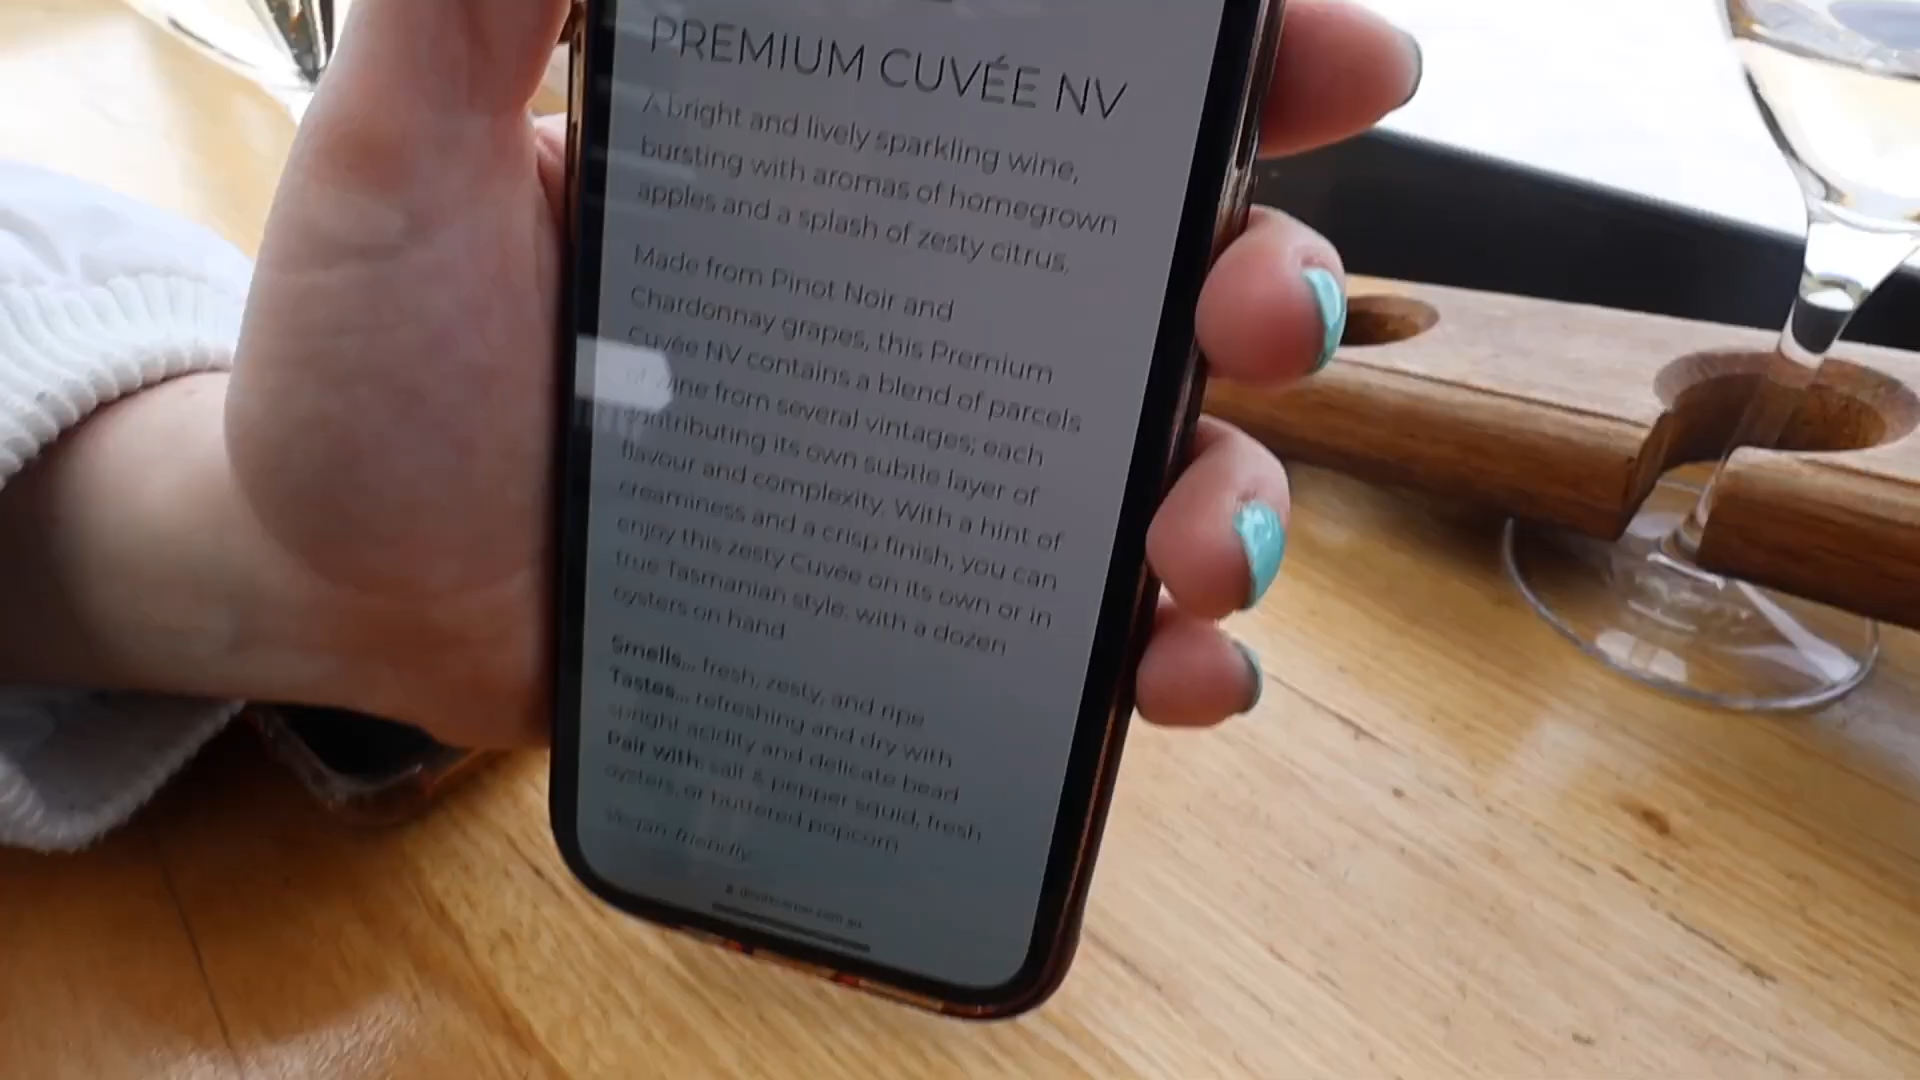 PREMIUM CUVÉE NV
A bright and lively sparkling wine,
bursting with aromas of homegrown
apples and a splash of zesty citrus,
Made from Pinot Noir and
Chardonnay grapes, this Premium
Cuvée NV contains a blend of parcels
of wine from several vintages; each
contributing its own subtle layer of
flavour and complexity. With a hint of
creaminess and a crisp finish, you can
enjoy this zesty Cuvée on its own or in
true Tasmanian style: with a dozen
oysters on hand
Smells... fresh, zesty, and ripe
Tastes... refreshing and dry with
upright acidity and delicate bead
Pair with: salt & pepper squid, fresh
oysters, or buttered popcorn
Vegan-friendly